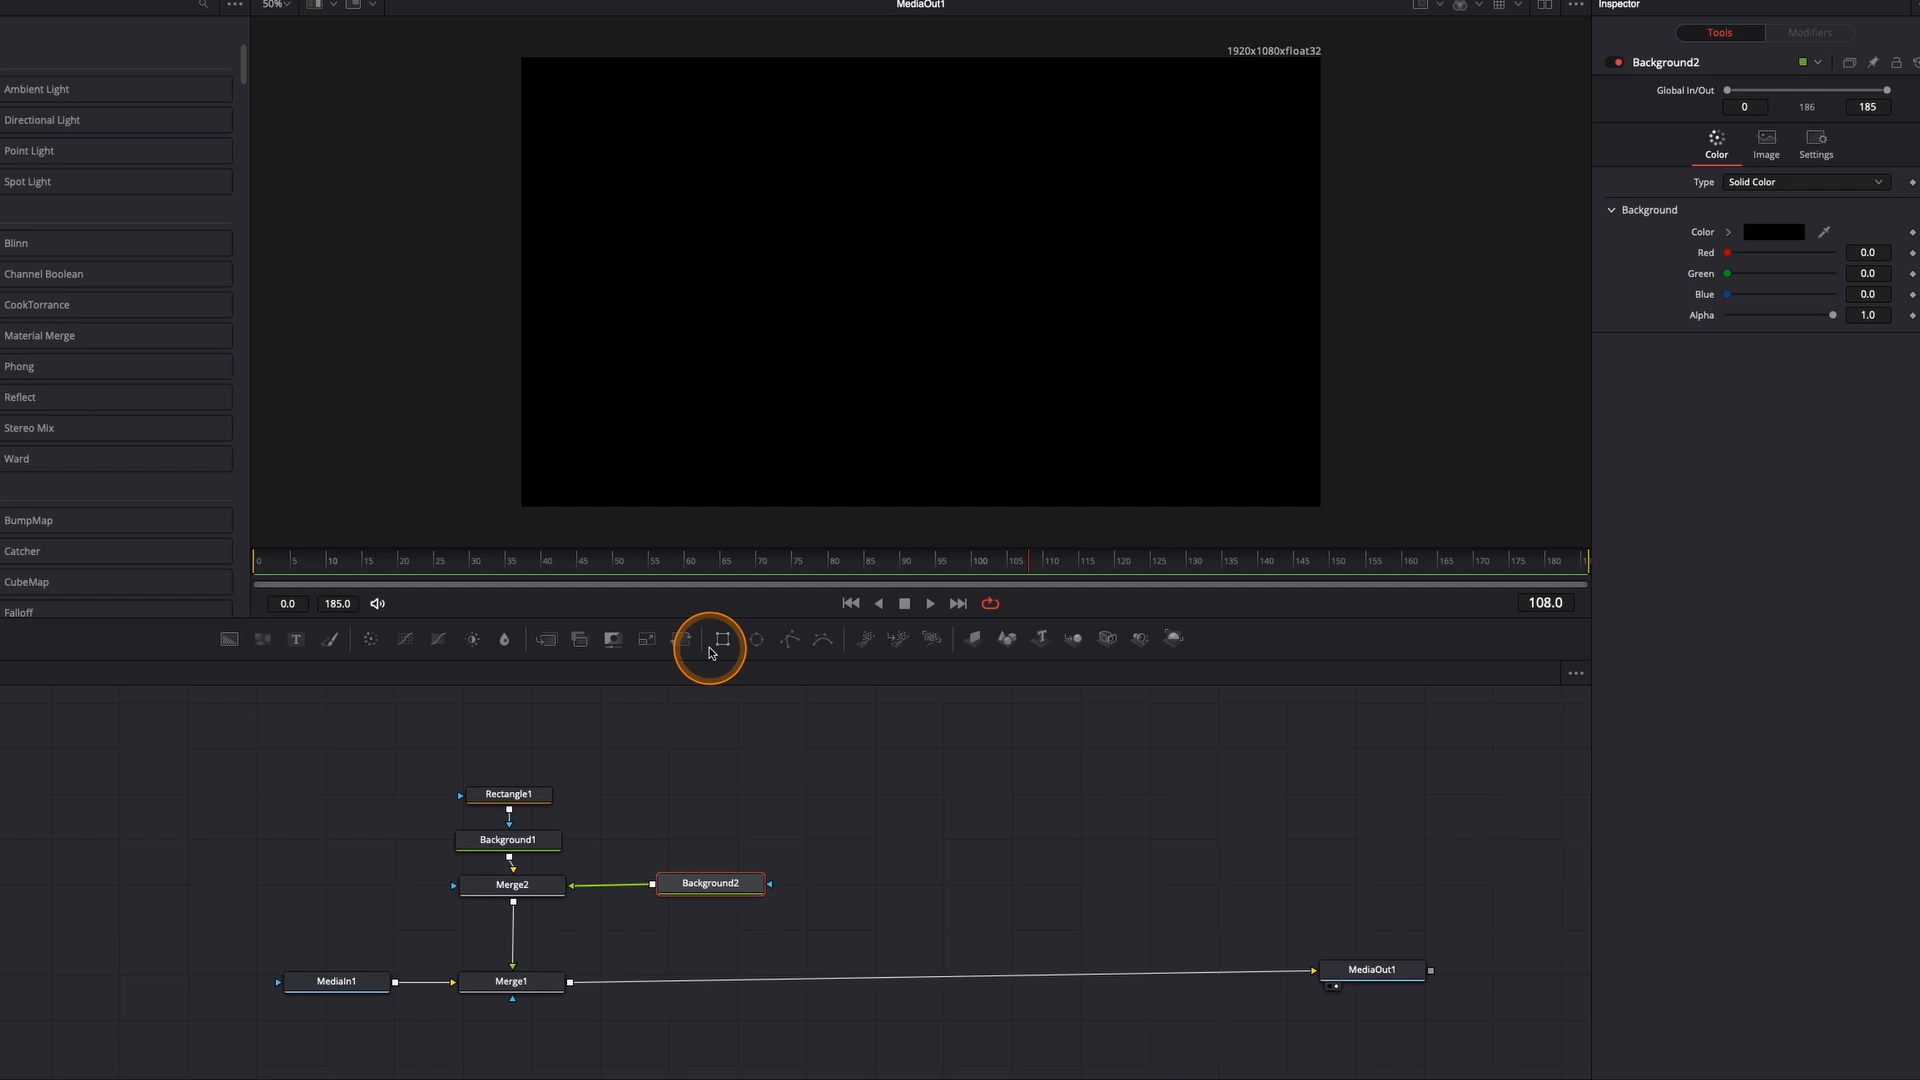 50%
MediaOut1
Inspector
1920x1080xfloat32
Tools
Modifiers
Background2
Global In/Out
0
186
185
Color
Image
Settings
Type
Solid Color
Background
Color
Red
0.0
Green
0.0
Blue
0.0
Alpha
1.0
Ambient Light
Directional Light
Point Light
Spot Light
Blinn
Channel Boolean
CookTorrance
Material Merge
Phong
Reflect
Stereo Mix
Ward
BumpMap
Catcher
CubeMap
Falloff
0 5 10 15 20 25 30 35 40 45 50 55 60 65 70 75 80 85 90 95 100 105 110 115 120 125 130 135 140 145 150 155 160 165 170 175 180
0.0
185.0
108.0
T
Rectangle1
Background1
Merge2
Background2
MediaIn1
Merge1
MediaOut1